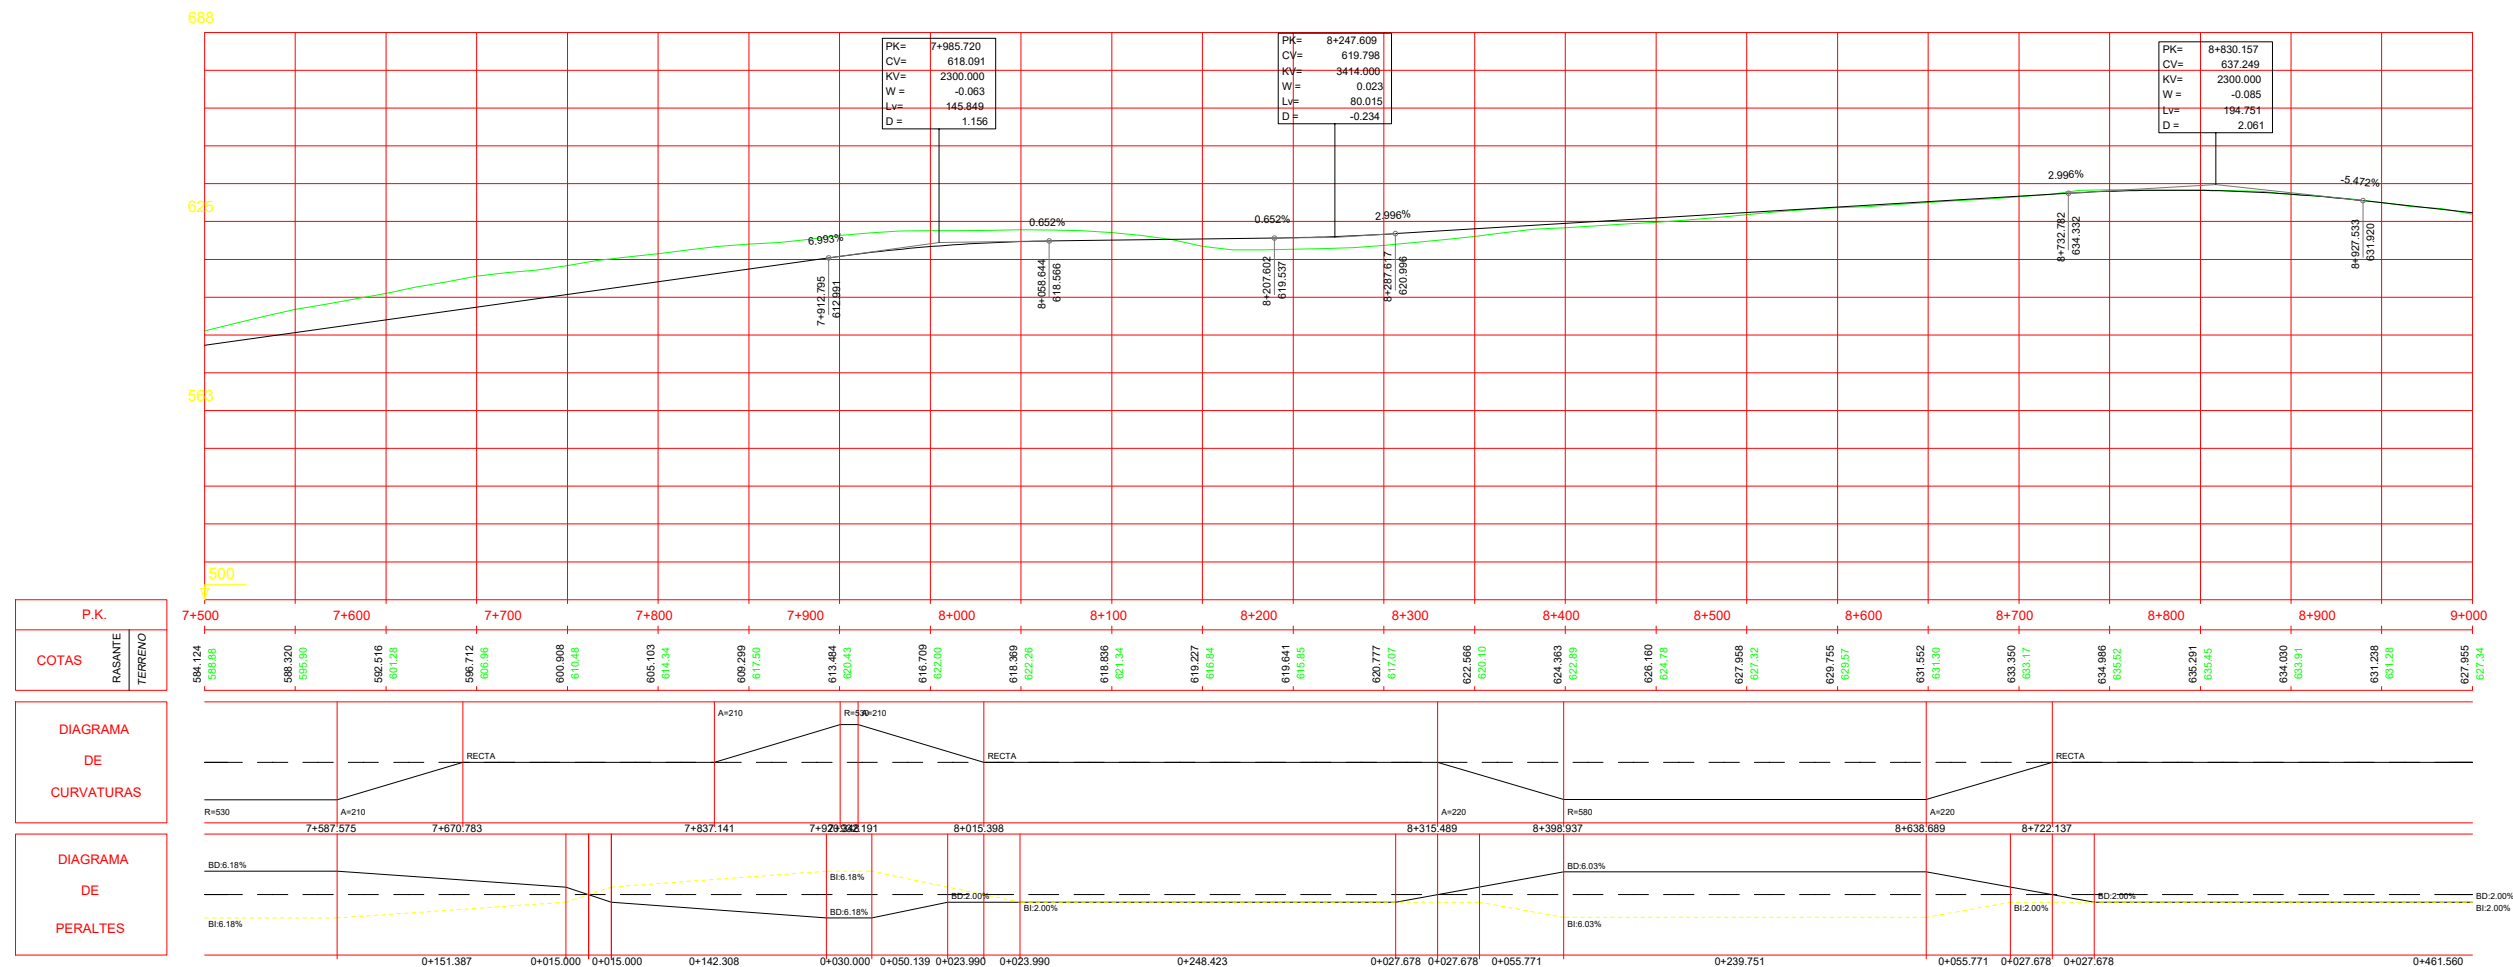 688
625
563
500
PK= 7+985.720
CV= 618.091
KV= 2300.000
W = -0.063
Lv= 145.849
D = 1.156
PK= 8+247.609
CV= 619.798
KV= 3414.000
W = 0.023
Lv= 80.015
D = -0.234
PK= 8+830.157
CV= 637.249
KV= 2300.000
W = -0.085
Lv= 194.751
D = 2.061
6.993%
0.652%
0.652%
2.996%
2.996%
-5.472%
7+912.795
612.991
8+058.644
618.566
8+207.602
619.537
8+287.617
620.996
8+732.782
634.332
8+927.533
631.920
P.K.
7+500 7+600 7+700 7+800 7+900 8+000 8+100 8+200 8+300 8+400 8+500 8+600 8+700 8+800 8+900 9+000
COTAS
RASANTE
TERRENO
584.124 588.320 592.516 596.712 600.908 605.103 609.299 613.484 616.709 618.369 618.836 619.227 619.641 620.777 622.566 624.363 626.160 627.958 629.755 631.552 633.350 634.986 635.291 634.030 631.238 627.955
588.88 595.90 601.28 606.96 610.48 614.34 617.50 620.43 622.00 622.26 621.34 616.84 615.85 617.07 620.10 622.89 624.78 627.32 629.57 631.30 633.17 635.52 635.45 633.91 631.28 627.34
DIAGRAMA
DE
CURVATURAS
A=210 R=530 A=210
RECTA RECTA RECTA
R=530 A=210 A=220 R=580 A=220
7+587.575 7+670.783 7+837.141 8+015.398 8+315.489 8+398.937 8+638.689 8+722.137
DIAGRAMA
DE
PERALTES
BD:6.18% BI:6.18% BD:6.03%
BD:2.00% BD:2.00% BD:2.00%
BI:2.00% BI:2.00% BI:2.00%
BI:6.18% BD:6.18% BI:6.03%
0+151.387 0+015.000 0+015.000 0+142.308 0+030.000 0+050.139 0+023.990 0+023.990 0+248.423 0+027.678 0+027.678 0+055.771 0+239.751 0+055.771 0+027.678 0+027.678 0+461.560